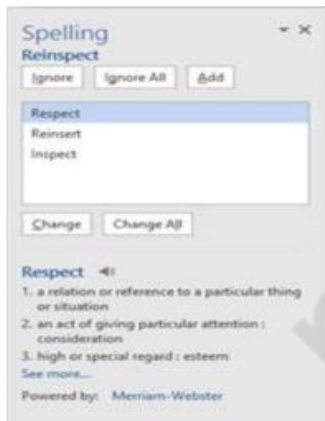 Spelling
Reinspect
Ignore Ignore All Add
Respect
Reinsert
Inspect
Change Change All
Respect
1. a relation or reference to a particular thing
or situation
2. an act of giving particular attention :
consideration
3. high or special regard : esteem
See more...
Powered by: Merriam-Webster